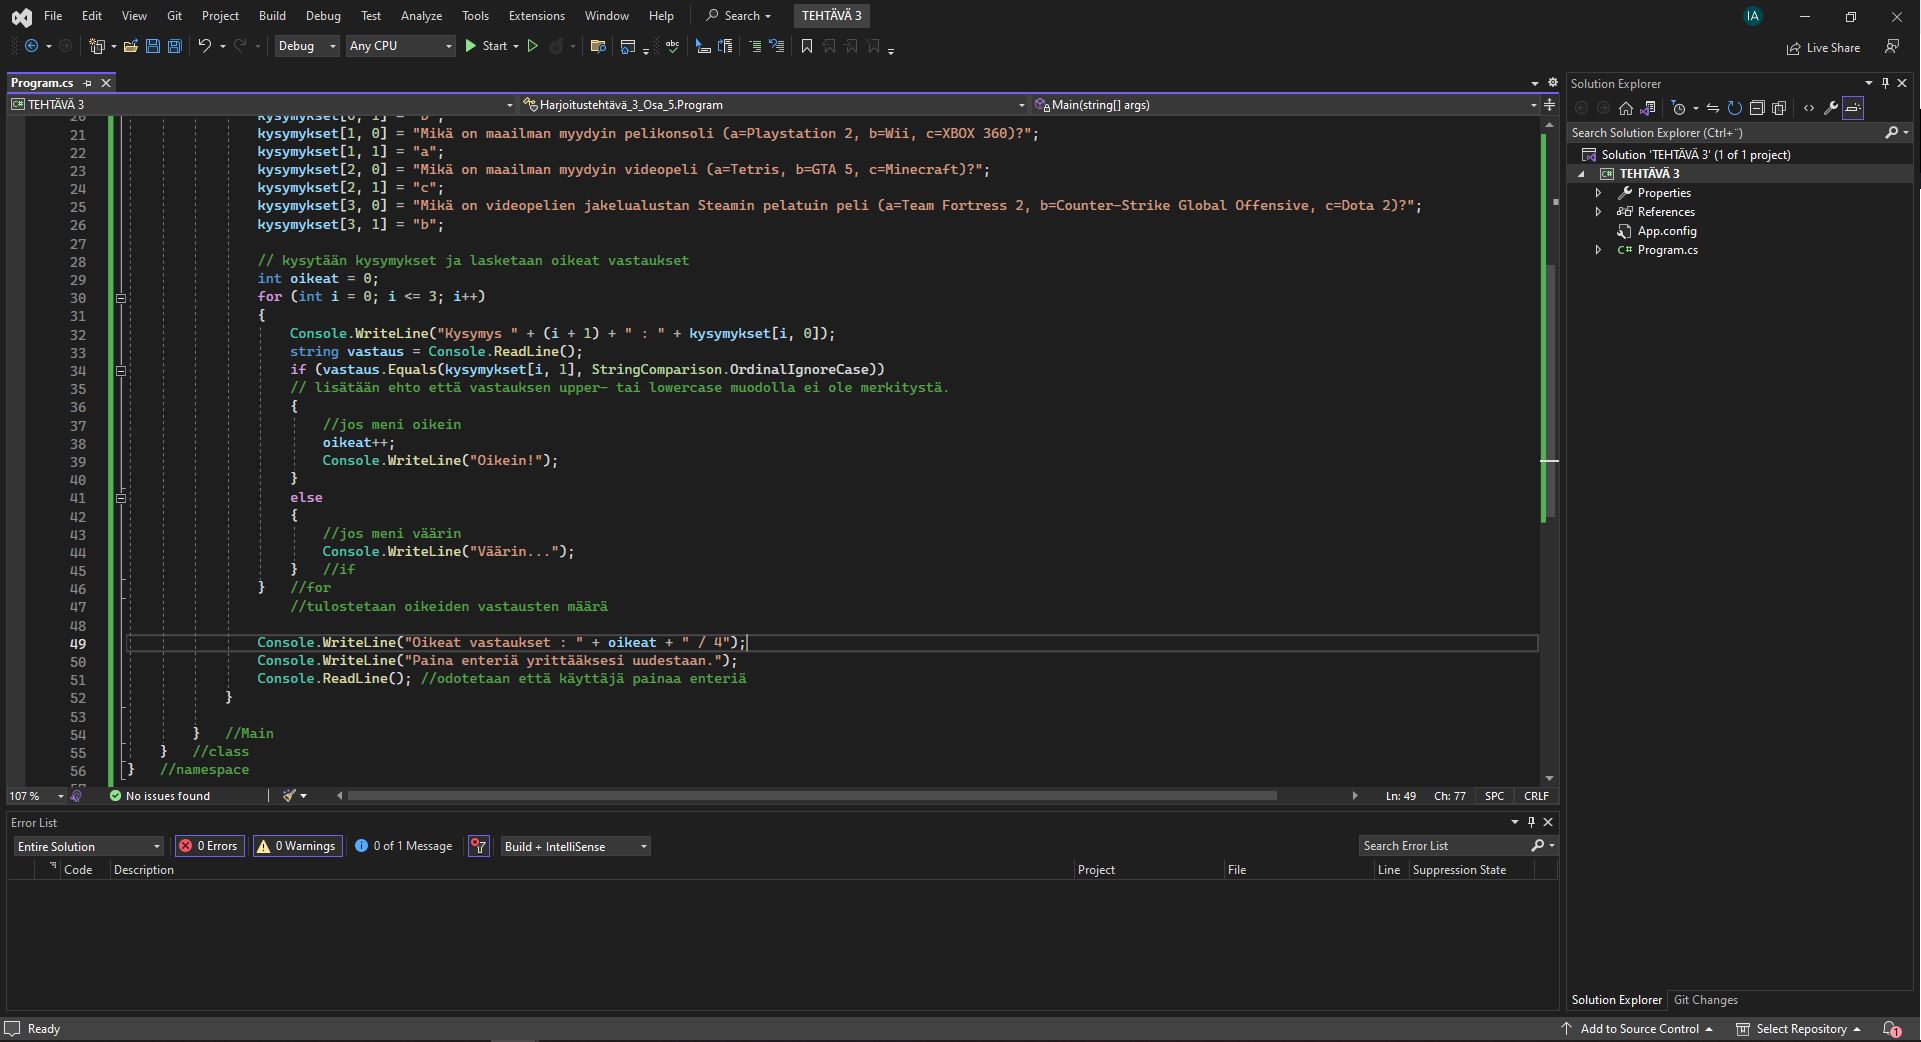 File Edit View Git Project Build Debug Test Analyze Tools Extensions Window Help Search TEHTÄVÄ 3 IA
Debug Any CPU Start Live Share
Program.cs
TEHTÄVÄ 3 Harjoitustehtävä_3_Osa_5.Program Main(string[] args)
21 kysymykset[1, 0] = "Mikä on maailman myydyin pelikonsoli (a=Playstation 2, b=Wii, c=XBOX 360)?";
22 kysymykset[1, 1] = "a";
23 kysymykset[2, 0] = "Mikä on maailman myydyin videopeli (a=Tetris, b=GTA 5, c=Minecraft)?";
24 kysymykset[2, 1] = "c";
25 kysymykset[3, 0] = "Mikä on videopelien jakelualustan Steamin pelatuin peli (a=Team Fortress 2, b=Counter-Strike Global Offensive, c=Dota 2)?";
26 kysymykset[3, 1] = "b";
27
28 // kysytään kysymykset ja lasketaan oikeat vastaukset
29 int oikeat = 0;
30 for (int i = 0; i <= 3; i++)
31 {
32 Console.WriteLine("Kysymys " + (i + 1) + " : " + kysymykset[i, 0]);
33 string vastaus = Console.ReadLine();
34 if (vastaus.Equals(kysymykset[i, 1], StringComparison.OrdinalIgnoreCase))
35 // lisätään ehto että vastauksen upper- tai lowercase muodolla ei ole merkitystä.
36 {
37 //jos meni oikein
38 oikeat++;
39 Console.WriteLine("Oikein!");
40 }
41 else
42 {
43 //jos meni väärin
44 Console.WriteLine("Väärin...");
45 } //if
46 } //for
47 //tulostetaan oikeiden vastausten määrä
48
49 Console.WriteLine("Oikeat vastaukset : " + oikeat + " / 4");
50 Console.WriteLine("Paina enteriä yrittääksesi uudestaan.");
51 Console.ReadLine(); //odotetaan että käyttäjä painaa enteriä
52 }
53
54 } //Main
55 } //class
56 } //namespace
107 % No issues found Ln: 49 Ch: 77 SPC CRLF
Error List
Entire Solution 0 Errors 0 Warnings 0 of 1 Message Build + IntelliSense Search Error List
Code Description Project File Line Suppression State
Solution Explorer
Search Solution Explorer (Ctrl+¨)
Solution 'TEHTÄVÄ 3' (1 of 1 project)
C# TEHTÄVÄ 3
Properties
References
App.config
C# Program.cs
Solution Explorer Git Changes
Ready Add to Source Control Select Repository 1